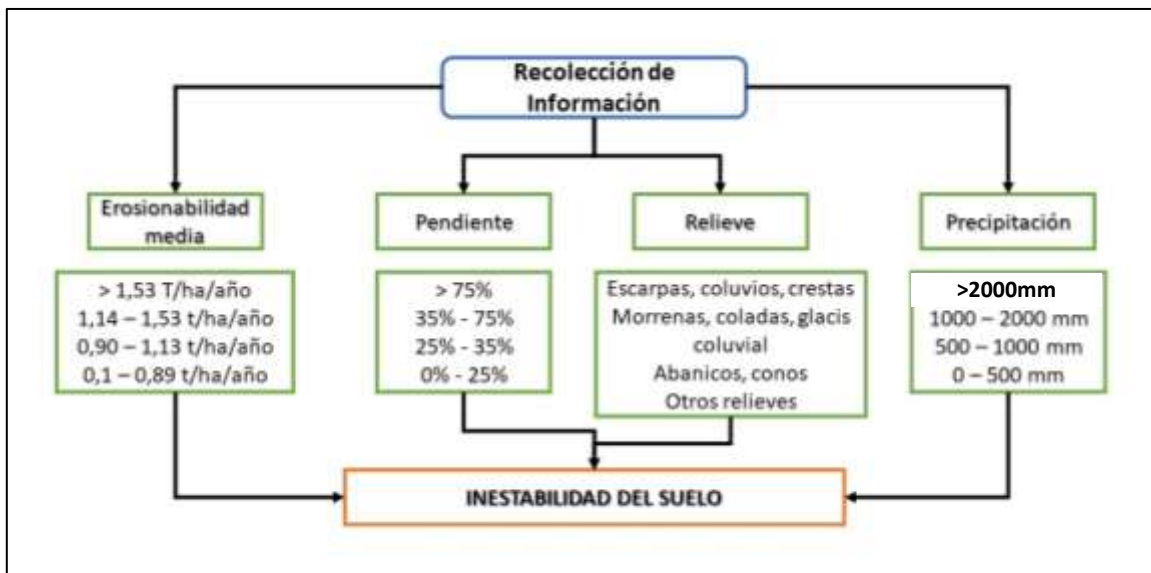 Recolección de
Información
Erosionabilidad
media
Pendiente
Relieve
Precipitación
> 1,53 T/ha/año
1,14 – 1,53 t/ha/año
0,90 – 1,13 t/ha/año
0,1 – 0,89 t/ha/año
> 75%
35% - 75%
25% - 35%
0% - 25%
Escarpas, coluvios, crestas
Morrenas, coladas, glacis
coluvial
Abanicos, conos
Otros relieves
>2000mm
1000 – 2000 mm
500 – 1000 mm
0 – 500 mm
INESTABILIDAD DEL SUELO